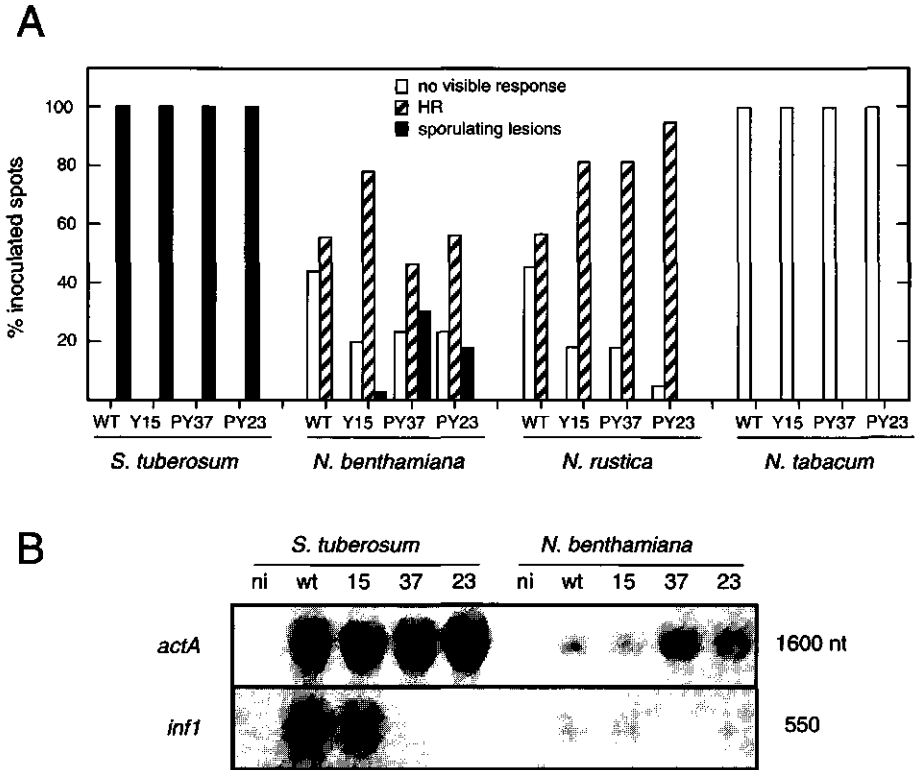 A
no visible response
HR
sporulating lesions
% inoculated spots
100
80
60
40
20
WT Y15 PY37 PY23 WT Y15 PY37 PY23 WT Y15 PY37 PY23 WT Y15 PY37 PY23
S. tuberosum N. benthamiana N. rustica N. tabacum
B
S. tuberosum N. benthamiana
ni wt 15 37 23 ni wt 15 37 23
actA 1600 nt
inf1 550